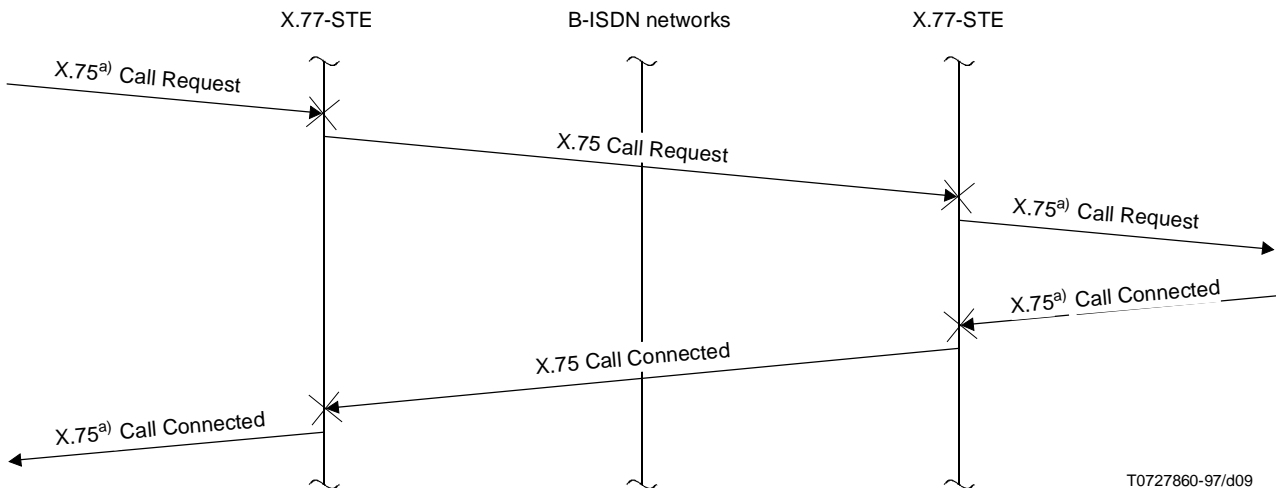 X.77-STE
B-ISDN networks
X.77-STE
X.75a) Call Request
X.75 Call Request
X.75a) Call Request
X.75a) Call Connected
X.75 Call Connected
X.75a) Call Connected
T0727860-97/d09